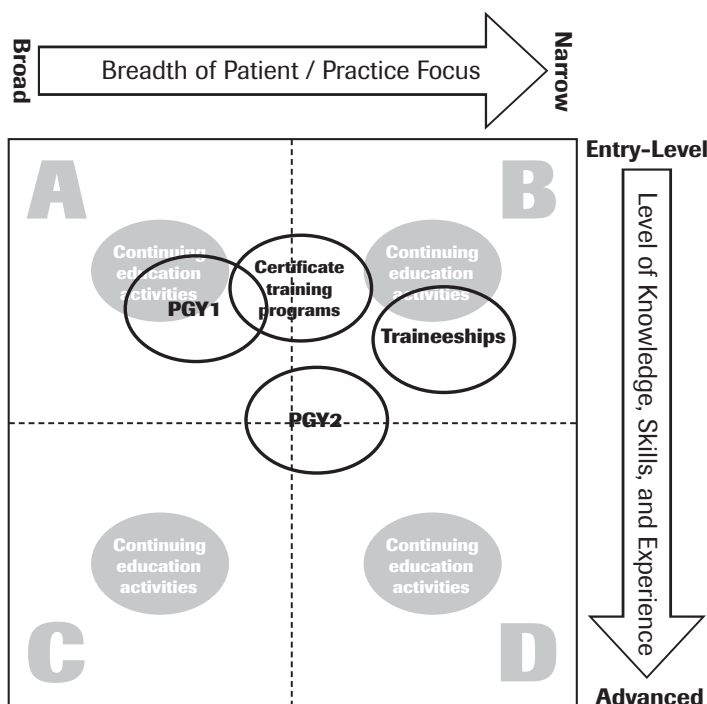 Broad
Breadth of Patient / Practice Focus
Narrow
Entry-Level
A
B
Continuing
education
activities
PGY1
Certificate
training
programs
Continuing
education
activities
Traineeships
PGY2
Level of Knowledge, Skills, and Experience
Continuing
education
activities
Continuing
education
activities
C
D
Advanced